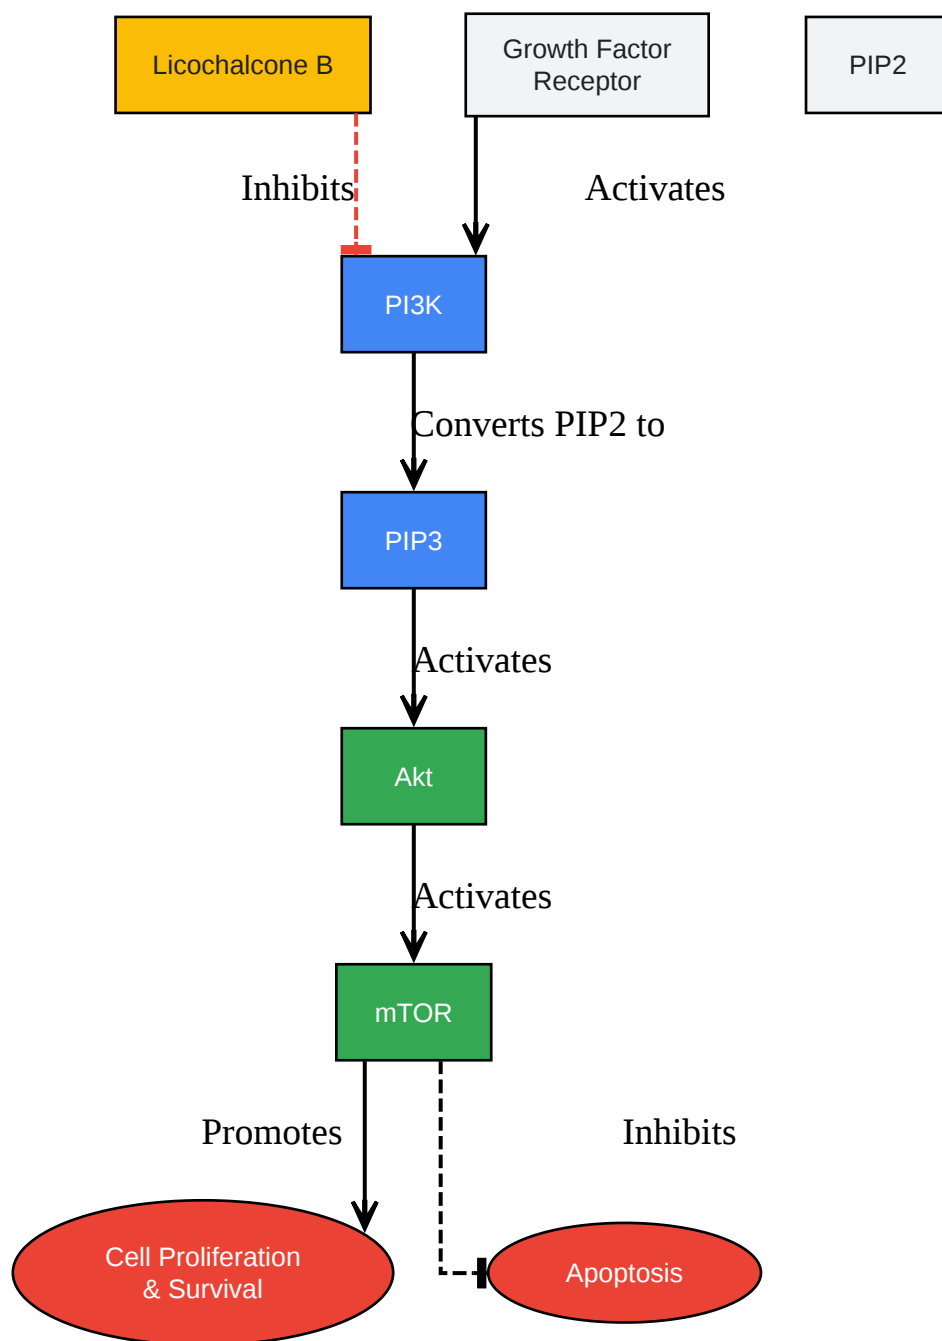 Licochalcone B
Growth Factor
Receptor
PIP2
Inhibits
Activates
PI3K
Converts PIP2 to
PIP3
Activates
Akt
Activates
mTOR
Promotes
Inhibits
Cell Proliferation
& Survival
Apoptosis